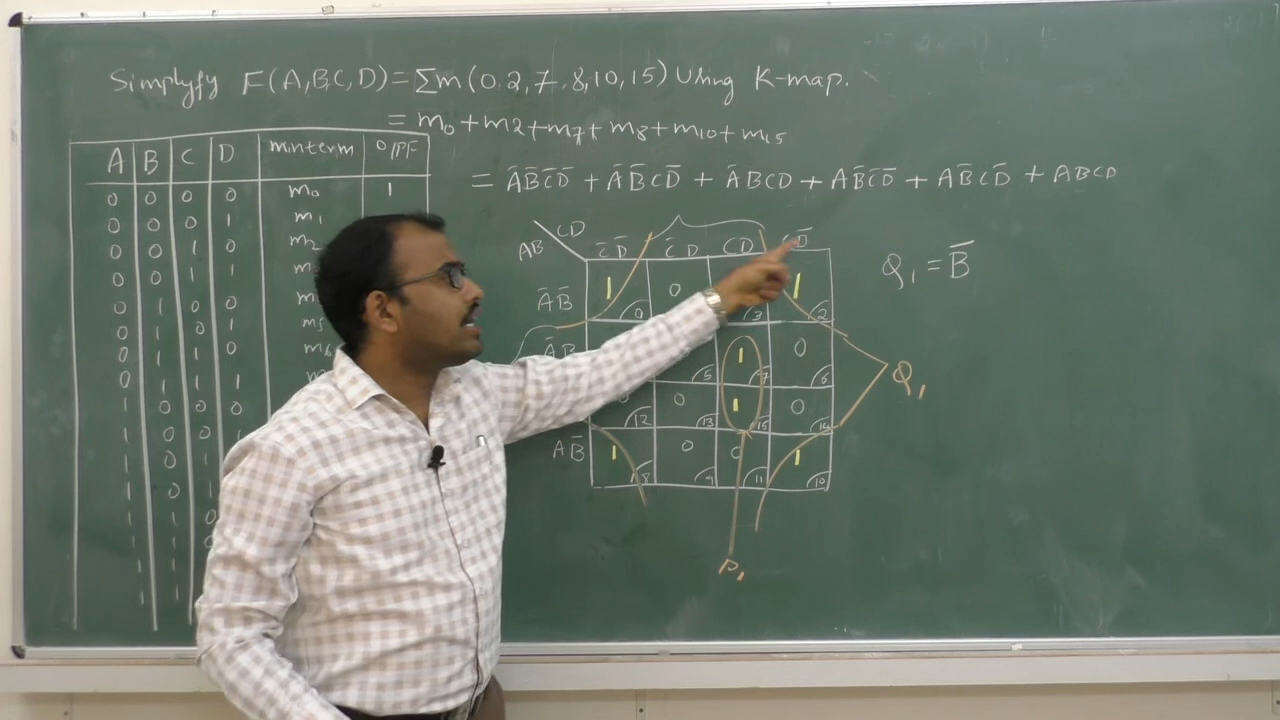 Simplyfy F(A,B,C,D) = Σm(0,2,7,8,10,15) Using K-map.
= m₀ + m₂ + m₇ + m₈ + m₁₀ + m₁₅
= A̅B̅C̅D̅ + A̅B̅CD̅ + A̅BCD + AB̅C̅D̅ + AB̅CD̅ + ABCD
A B C D minterm O/PF
0 0 0 0 m₀ 1
0 0 0 1 m₁
0 0 1 0 m₂
0 0 1 1
0 1 0 0
0 1 0 1 m₅
0 1 1 0 m₆
0 1 1 1
1 0 0 0
1 0 0 1
1 0 1
1 0
1 1 0
1 1 0
1 1
1 1
CD
AB C̅D̅ C̅D CD CD̅
A̅B̅ 1 0 0 3 1 2
A̅B 5 1 7 0 6
12 0 13 1 15 0 14
AB̅ 1 8 0 9 0 11 1 10
Q₁ = B̅
Q₁
P₁